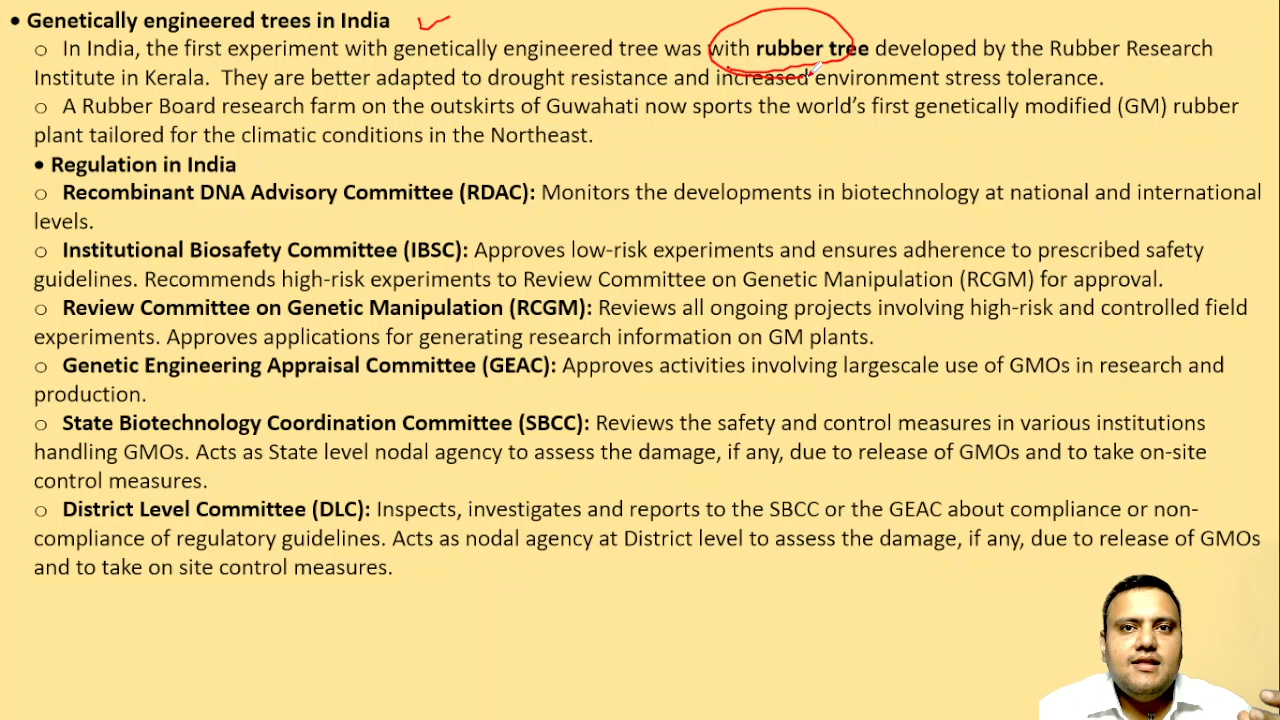 • Genetically engineered trees in India
o In India, the first experiment with genetically engineered tree was with rubber tree developed by the Rubber Research
Institute in Kerala. They are better adapted to drought resistance and increased environment stress tolerance.
o A Rubber Board research farm on the outskirts of Guwahati now sports the world's first genetically modified (GM) rubber
plant tailored for the climatic conditions in the Northeast.
• Regulation in India
o Recombinant DNA Advisory Committee (RDAC): Monitors the developments in biotechnology at national and international
levels.
o Institutional Biosafety Committee (IBSC): Approves low-risk experiments and ensures adherence to prescribed safety
guidelines. Recommends high-risk experiments to Review Committee on Genetic Manipulation (RCGM) for approval.
o Review Committee on Genetic Manipulation (RCGM): Reviews all ongoing projects involving high-risk and controlled field
experiments. Approves applications for generating research information on GM plants.
o Genetic Engineering Appraisal Committee (GEAC): Approves activities involving largescale use of GMOs in research and
production.
o State Biotechnology Coordination Committee (SBCC): Reviews the safety and control measures in various institutions
handling GMOs. Acts as State level nodal agency to assess the damage, if any, due to release of GMOs and to take on-site
control measures.
o District Level Committee (DLC): Inspects, investigates and reports to the SBCC or the GEAC about compliance or non-
compliance of regulatory guidelines. Acts as nodal agency at District level to assess the damage, if any, due to release of GMOs
and to take on site control measures.